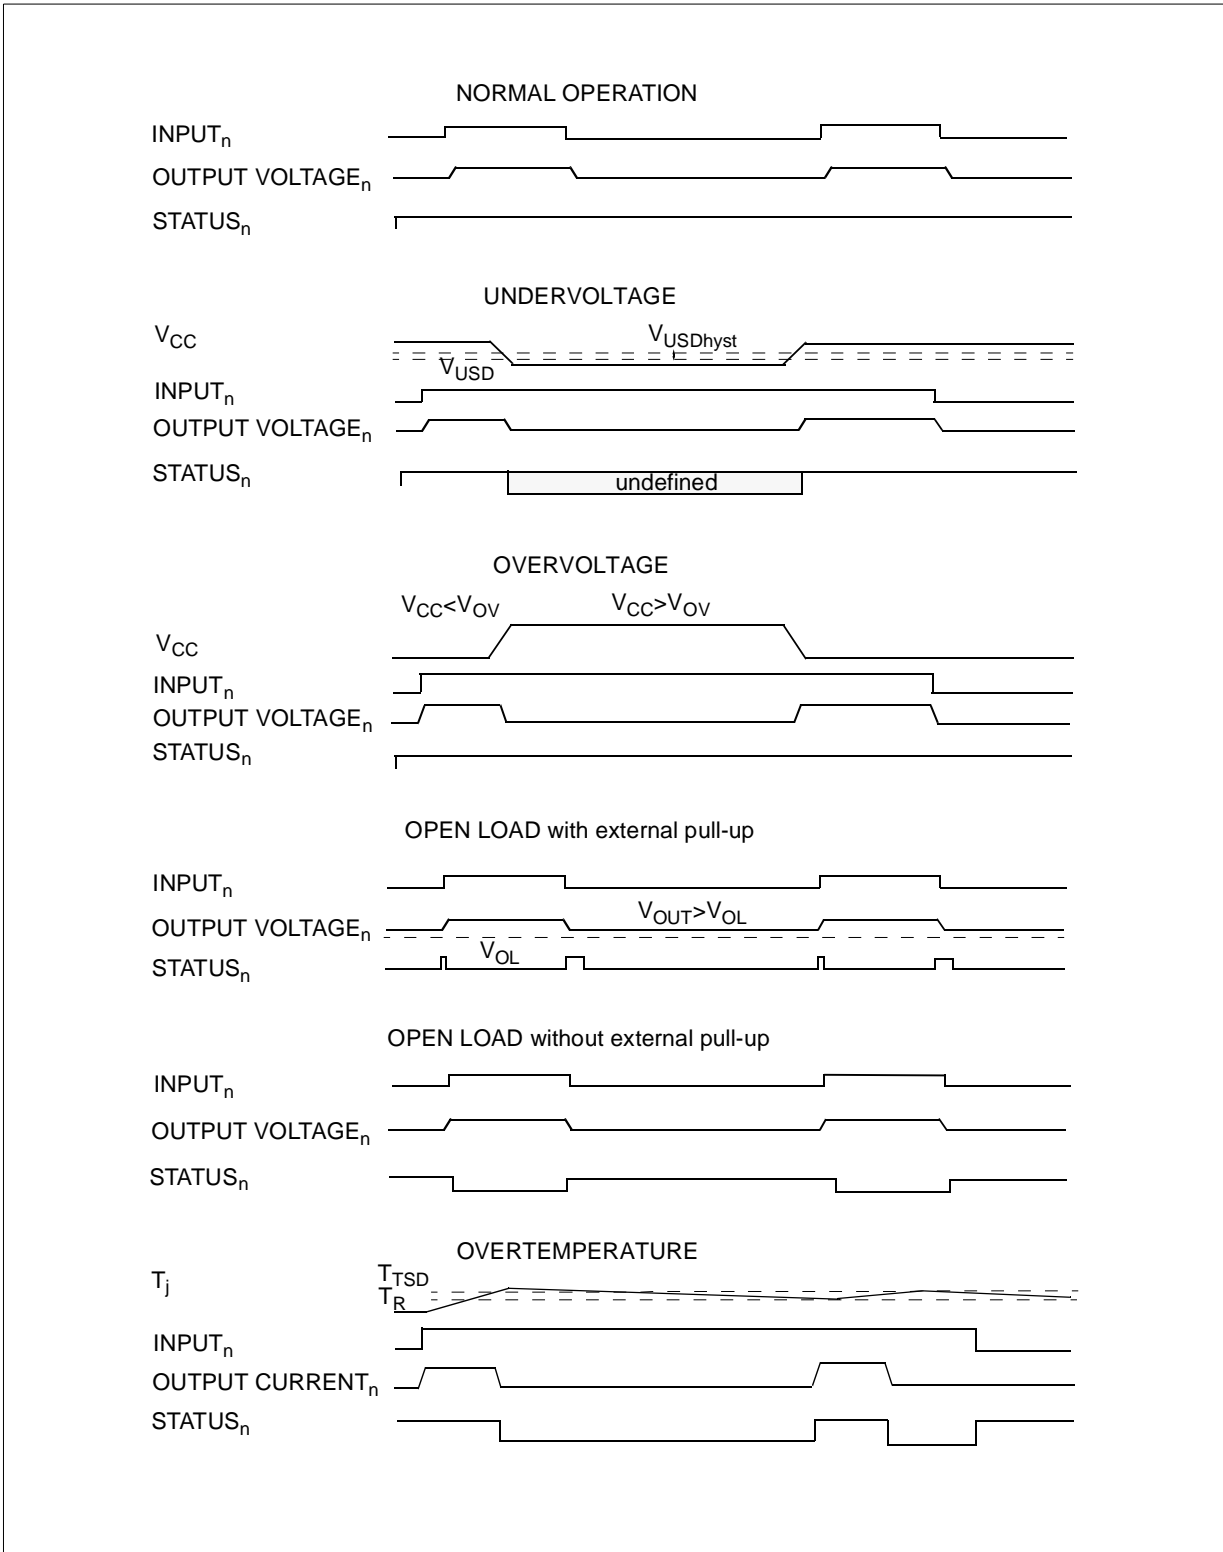 NORMAL OPERATION
INPUTn
OUTPUT VOLTAGEn
STATUSn
UNDERVOLTAGE
VCC
VUSDhyst
VUSD
INPUTn
OUTPUT VOLTAGEn
STATUSn
undefined
OVERVOLTAGE
VCC<VOV
VCC>VOV
VCC
INPUTn
OUTPUT VOLTAGEn
STATUSn
OPEN LOAD with external pull-up
INPUTn
VOUT>VOL
OUTPUT VOLTAGEn
VOL
STATUSn
OPEN LOAD without external pull-up
INPUTn
OUTPUT VOLTAGEn
STATUSn
OVERTEMPERATURE
Tj
TTSD
TR
INPUTn
OUTPUT CURRENTn
STATUSn